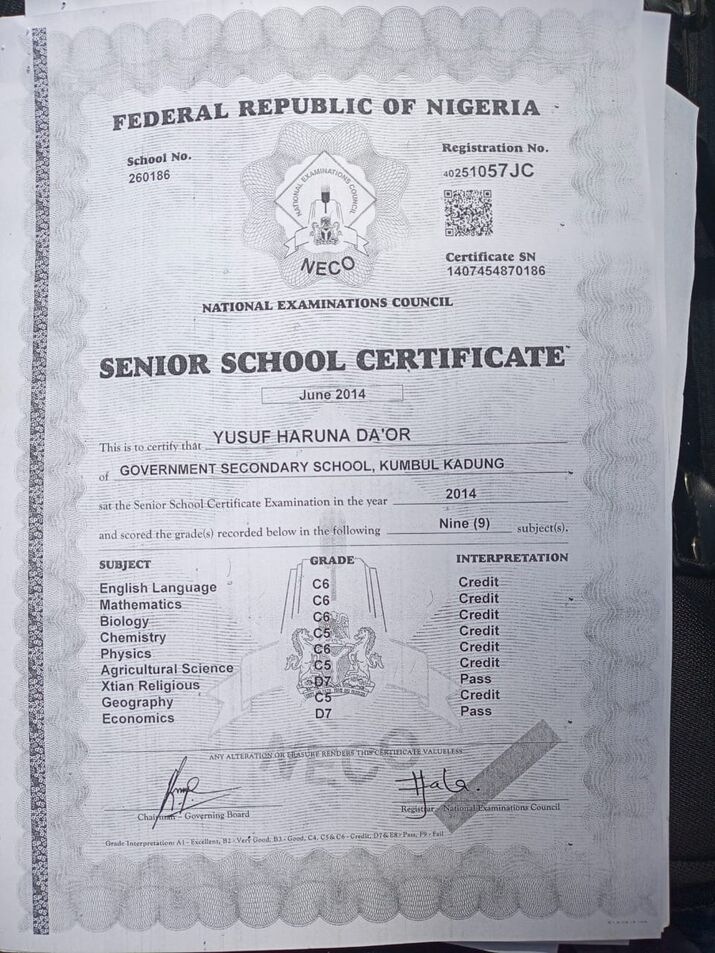 FEDERAL REPUBLIC OF NIGERIA
School No.
260186
Registration No.
40251057JC
NATIONAL EXAMINATIONS COUNCIL
NECO
Certificate SN
1407454870186
NATIONAL EXAMINATIONS COUNCIL
SENIOR SCHOOL CERTIFICATE
June 2014
This is to certify that YUSUF HARUNA DA'OR
of GOVERNMENT SECONDARY SCHOOL, KUMBUL KADUNG
sat the Senior School Certificate Examination in the year 2014
and scored the grade(s) recorded below in the following Nine (9) subject(s).
SUBJECT GRADE INTERPRETATION
English Language C6 Credit
Mathematics C6 Credit
Biology C6 Credit
Chemistry C5 Credit
Physics C6 Credit
Agricultural Science C5 Credit
Xtian Religious D7 Pass
Geography C5 Credit
Economics D7 Pass
NECO
ANY ALTERATION OR ERASURE RENDERS THIS CERTIFICATE VALUELESS
Chairman - Governing Board
Registrar - National Examinations Council
Grade Interpretation: A1 - Excellent, B2 - Very Good, B3 - Good, C4, C5 & C6 - Credit, D7 & E8 - Pass, F9 - Fail